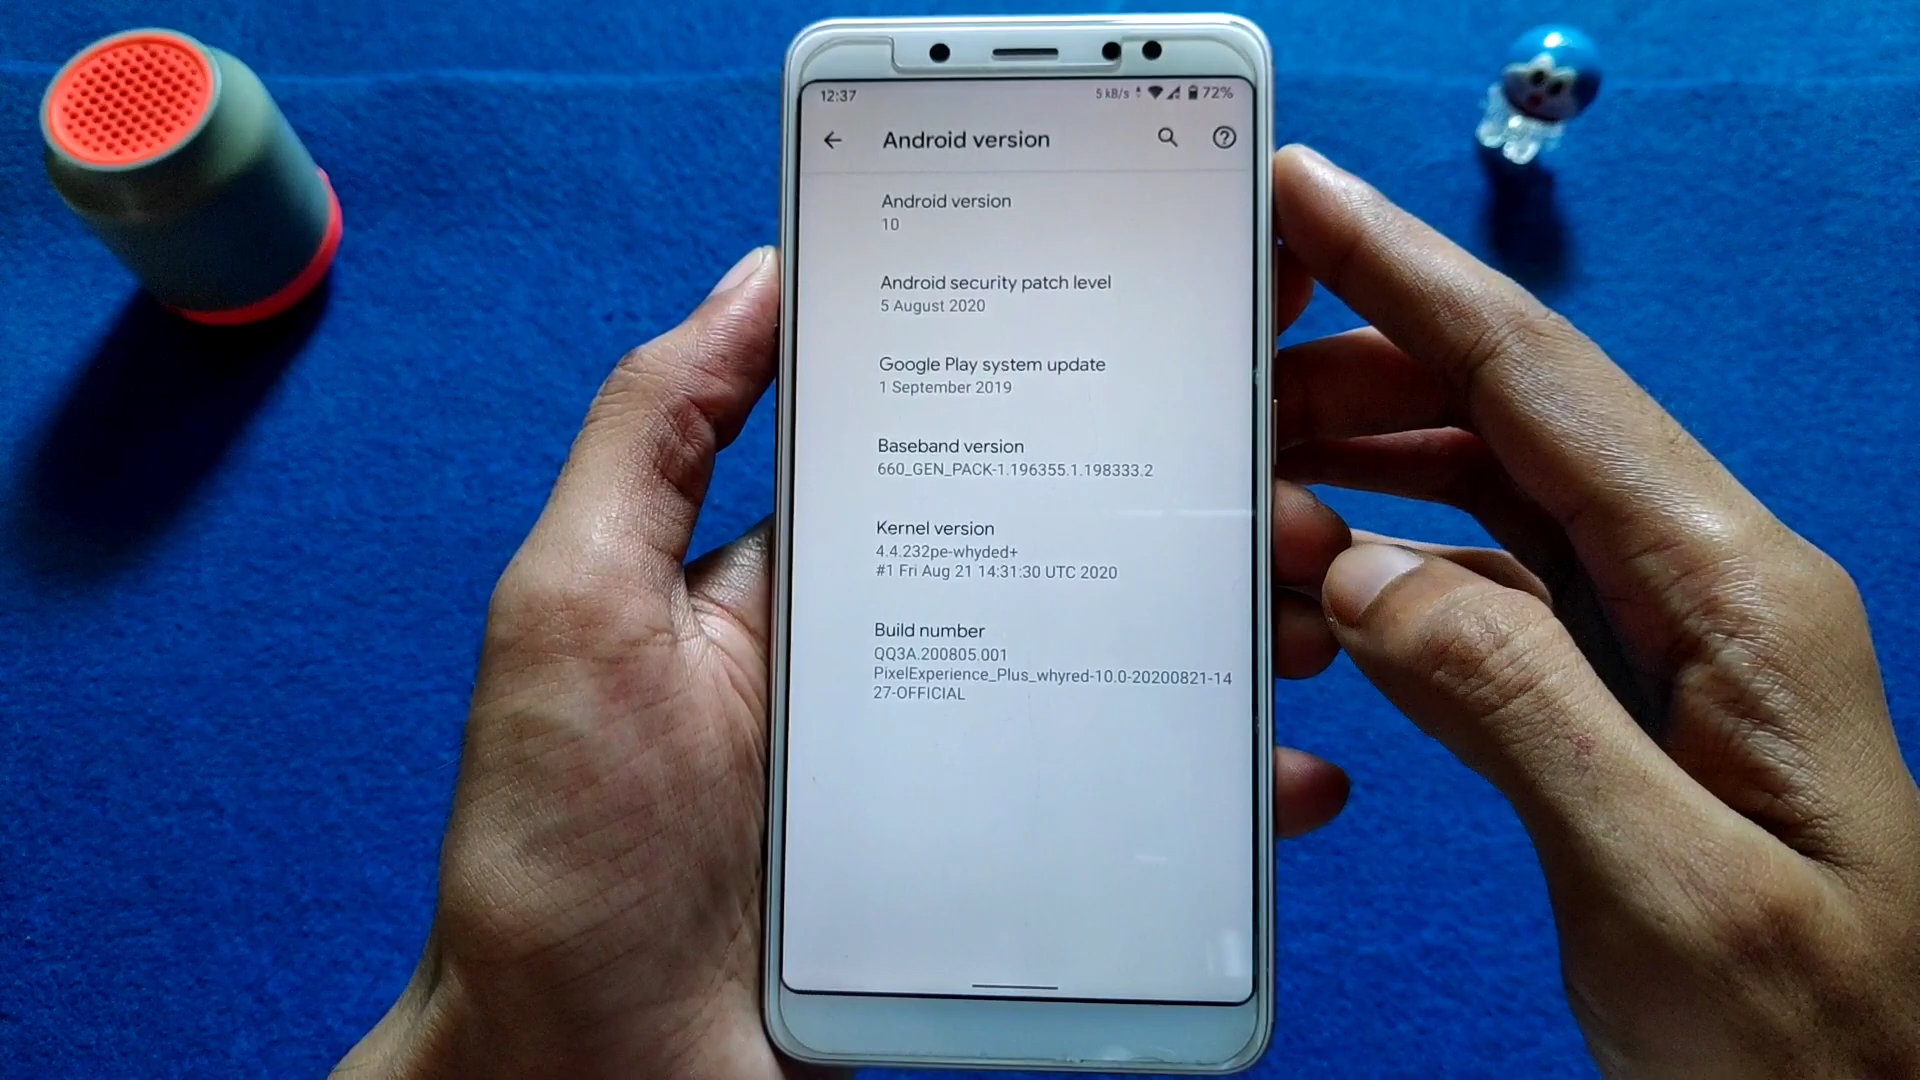 12:37
5 kB/s 72%
Android version
Android version
10
Android security patch level
5 August 2020
Google Play system update
1 September 2019
Baseband version
660_GEN_PACK-1.196355.1.198333.2
Kernel version
4.4.232pe-whyded+
#1 Fri Aug 21 14:31:30 UTC 2020
Build number
QQ3A.200805.001
PixelExperience_Plus_whyred-10.0-20200821-14
27-OFFICIAL